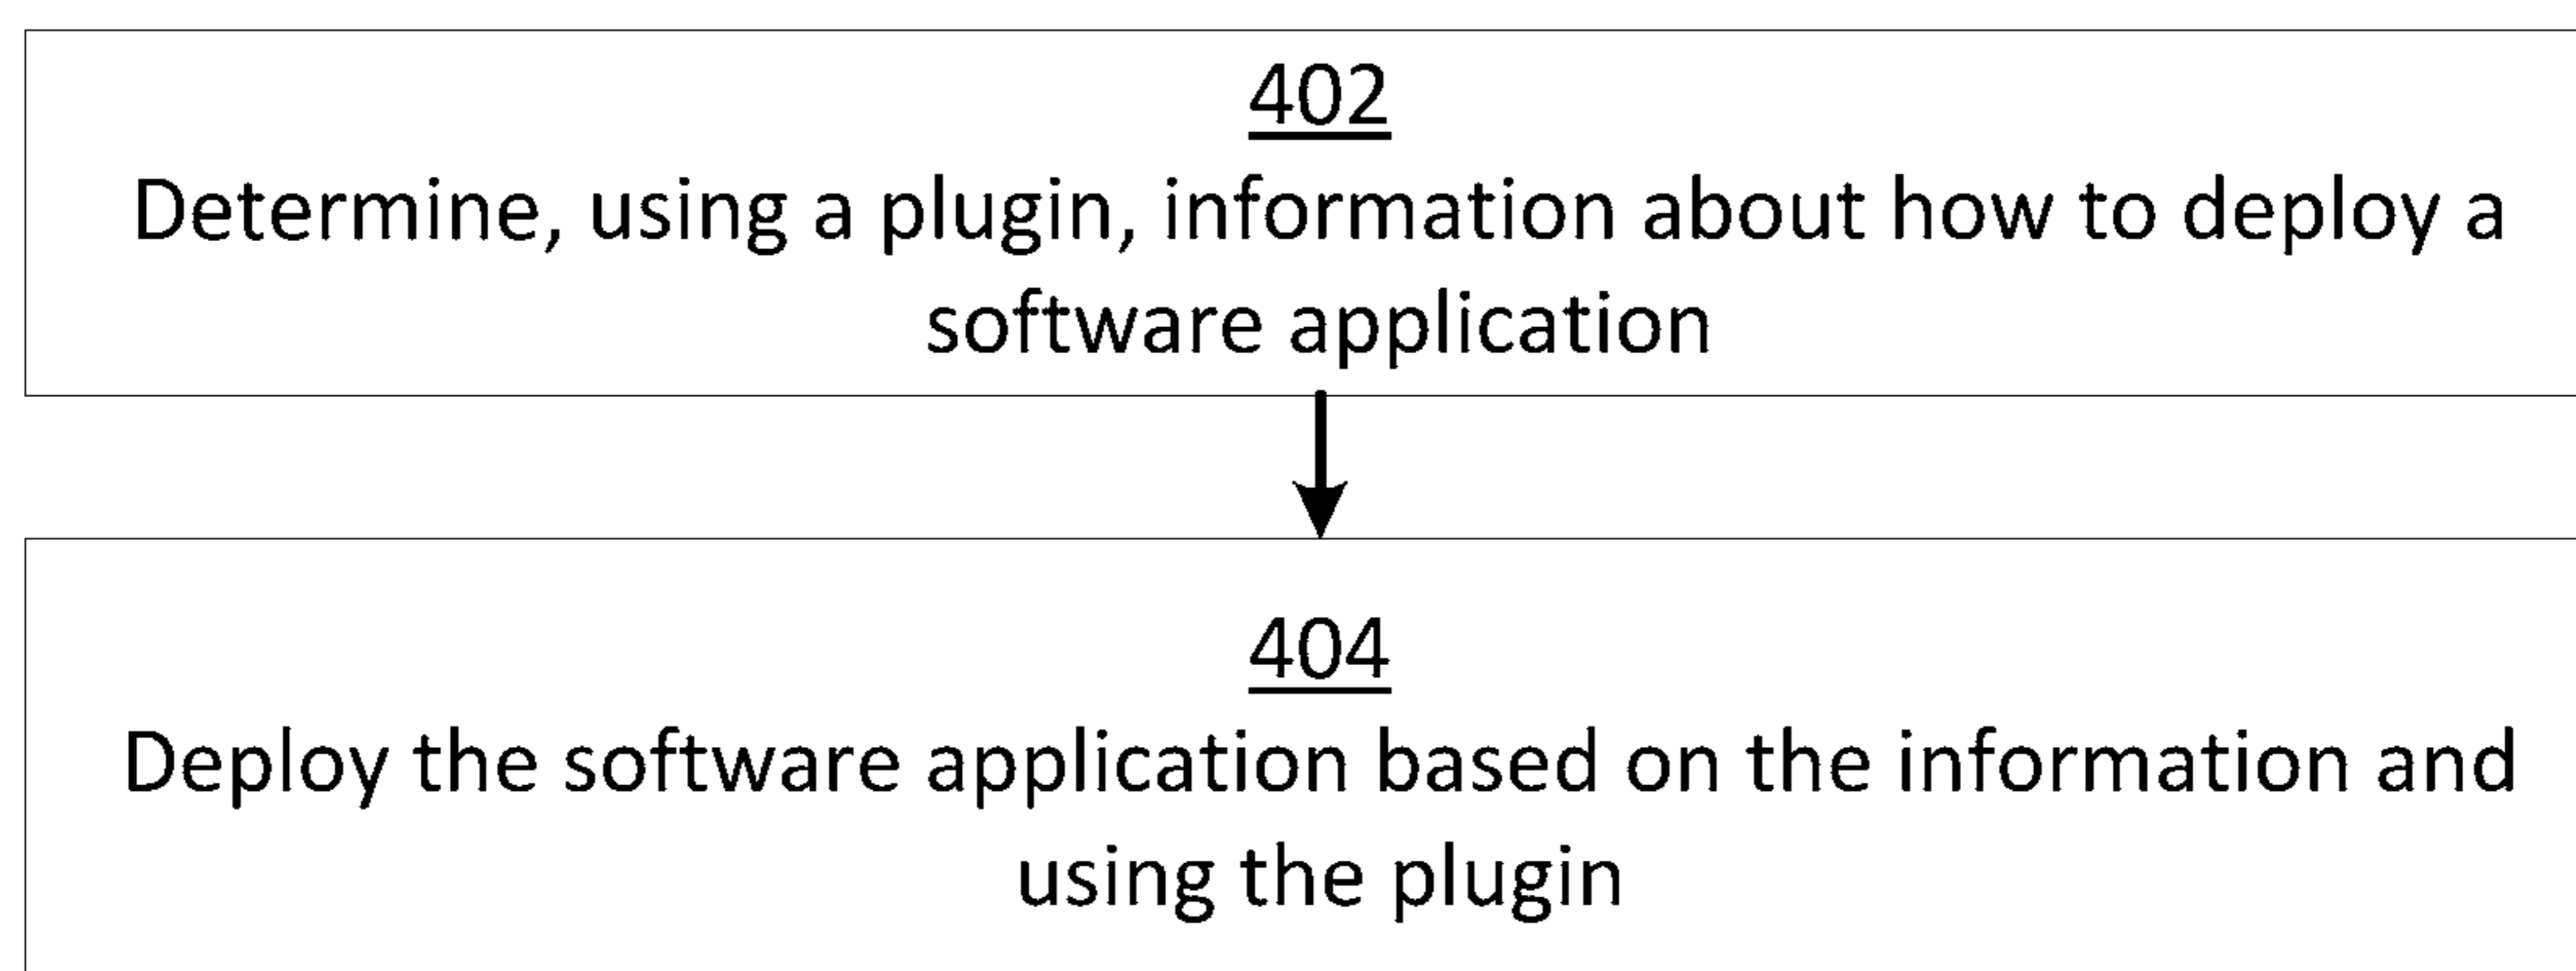 402
Determine, using a plugin, information about how to deploy a
software application
404
Deploy the software application based on the information and
using the plugin